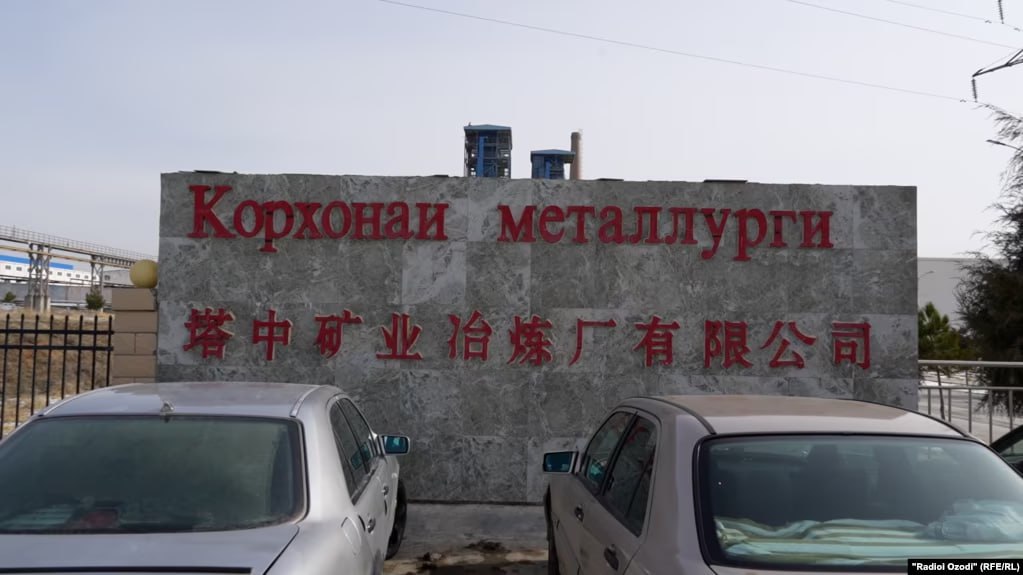 Корхонаи металлурги
塔中矿业冶炼厂有限公司
"Radioi Ozodi" (RFE/RL)